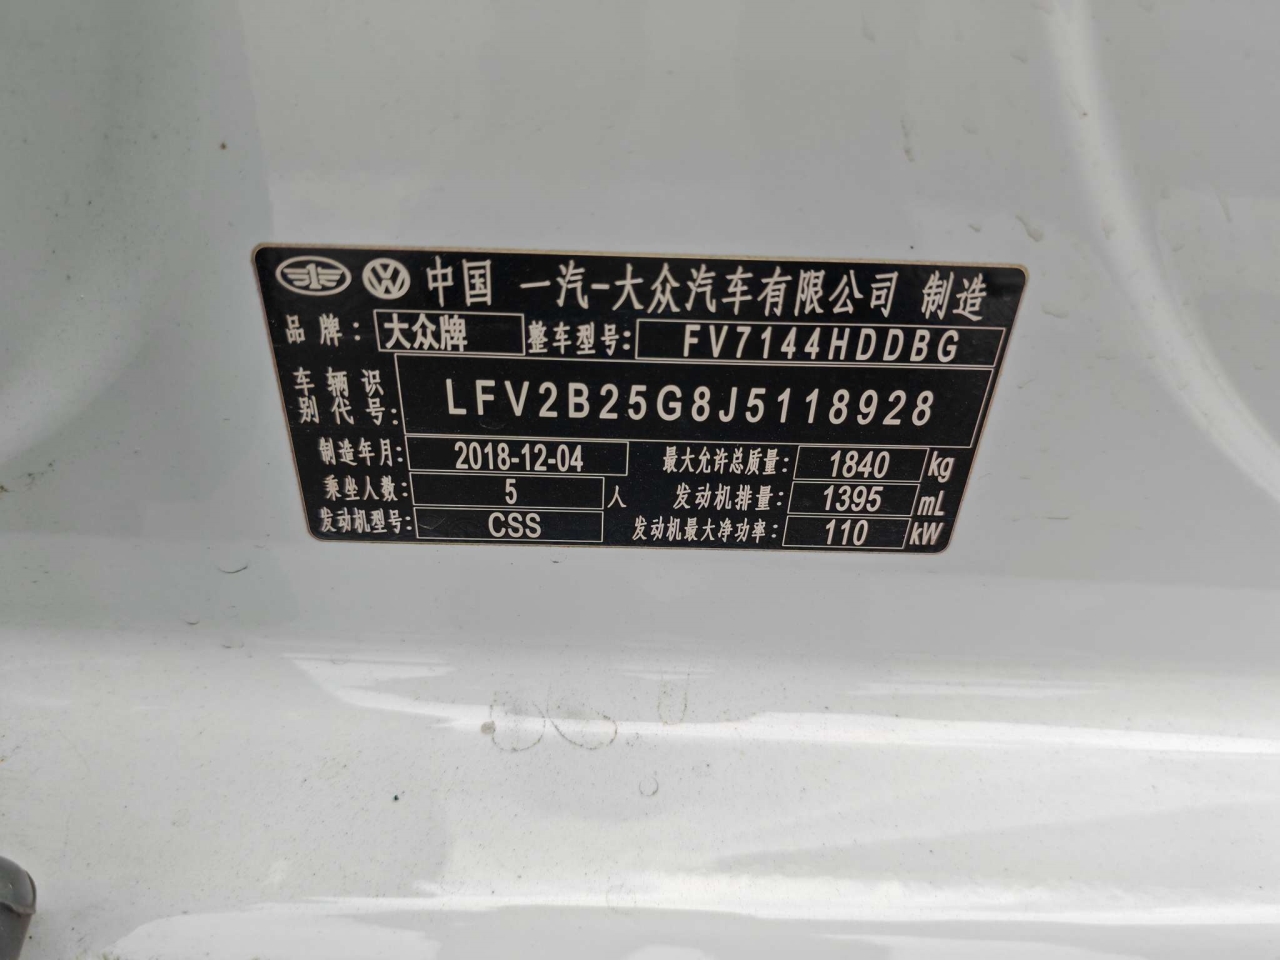 中国 一汽-大众汽车有限公司 制造
品牌: 大众牌 整车型号: FV7144HDDBG
车辆识别代号: LFV2B25G8J5118928
制造年月: 2018-12-04 最大允许总质量: 1840 kg
乘坐人数: 5 人 发动机排量: 1395 mL
发动机型号: CSS 发动机最大净功率: 110 kW